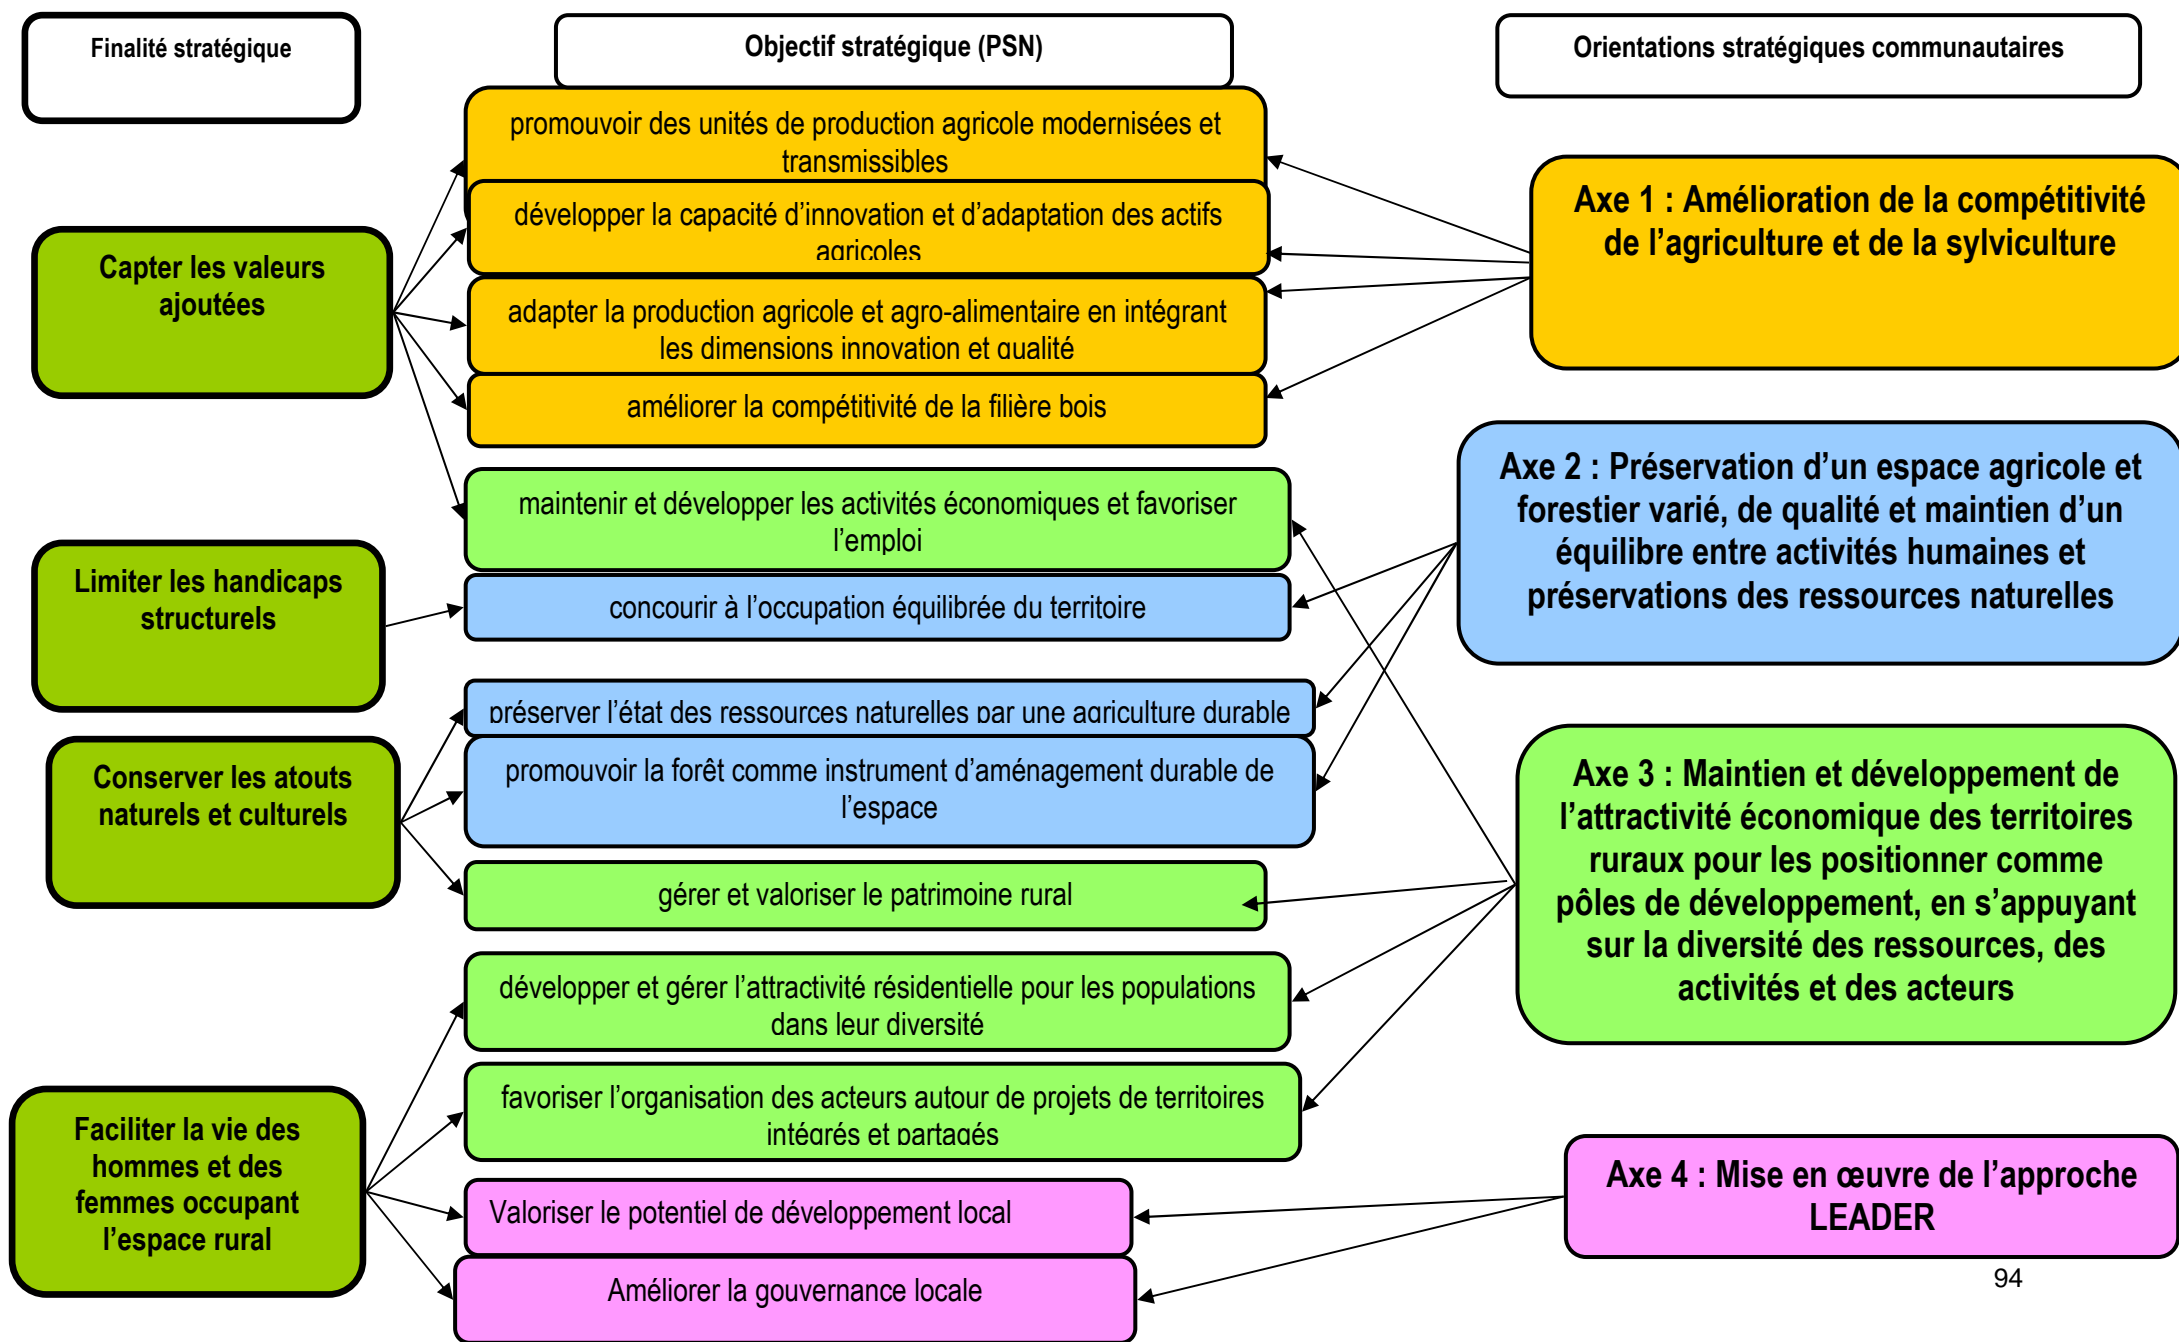 Finalité stratégique
Objectif stratégique (PSN)
Orientations stratégiques communautaires
Capter les valeurs
ajoutées
Limiter les handicaps
structurels
Conserver les atouts
naturels et culturels
Faciliter la vie des
hommes et des
femmes occupant
l’espace rural
promouvoir des unités de production agricole modernisées et
transmissibles
développer la capacité d’innovation et d’adaptation des actifs
agricoles
adapter la production agricole et agro-alimentaire en intégrant
les dimensions innovation et qualité
améliorer la compétitivité de la filière bois
maintenir et développer les activités économiques et favoriser
l’emploi
concourir à l’occupation équilibrée du territoire
préserver l’état des ressources naturelles par une agriculture durable
promouvoir la forêt comme instrument d’aménagement durable de
l’espace
gérer et valoriser le patrimoine rural
développer et gérer l’attractivité résidentielle pour les populations
dans leur diversité
favoriser l’organisation des acteurs autour de projets de territoires
intégrés et partagés
Valoriser le potentiel de développement local
Améliorer la gouvernance locale
Axe 1 : Amélioration de la compétitivité
de l’agriculture et de la sylviculture
Axe 2 : Préservation d’un espace agricole et
forestier varié, de qualité et maintien d’un
équilibre entre activités humaines et
préservations des ressources naturelles
Axe 3 : Maintien et développement de
l’attractivité économique des territoires
ruraux pour les positionner comme
pôles de développement, en s’appuyant
sur la diversité des ressources, des
activités et des acteurs
Axe 4 : Mise en œuvre de l’approche
LEADER
94